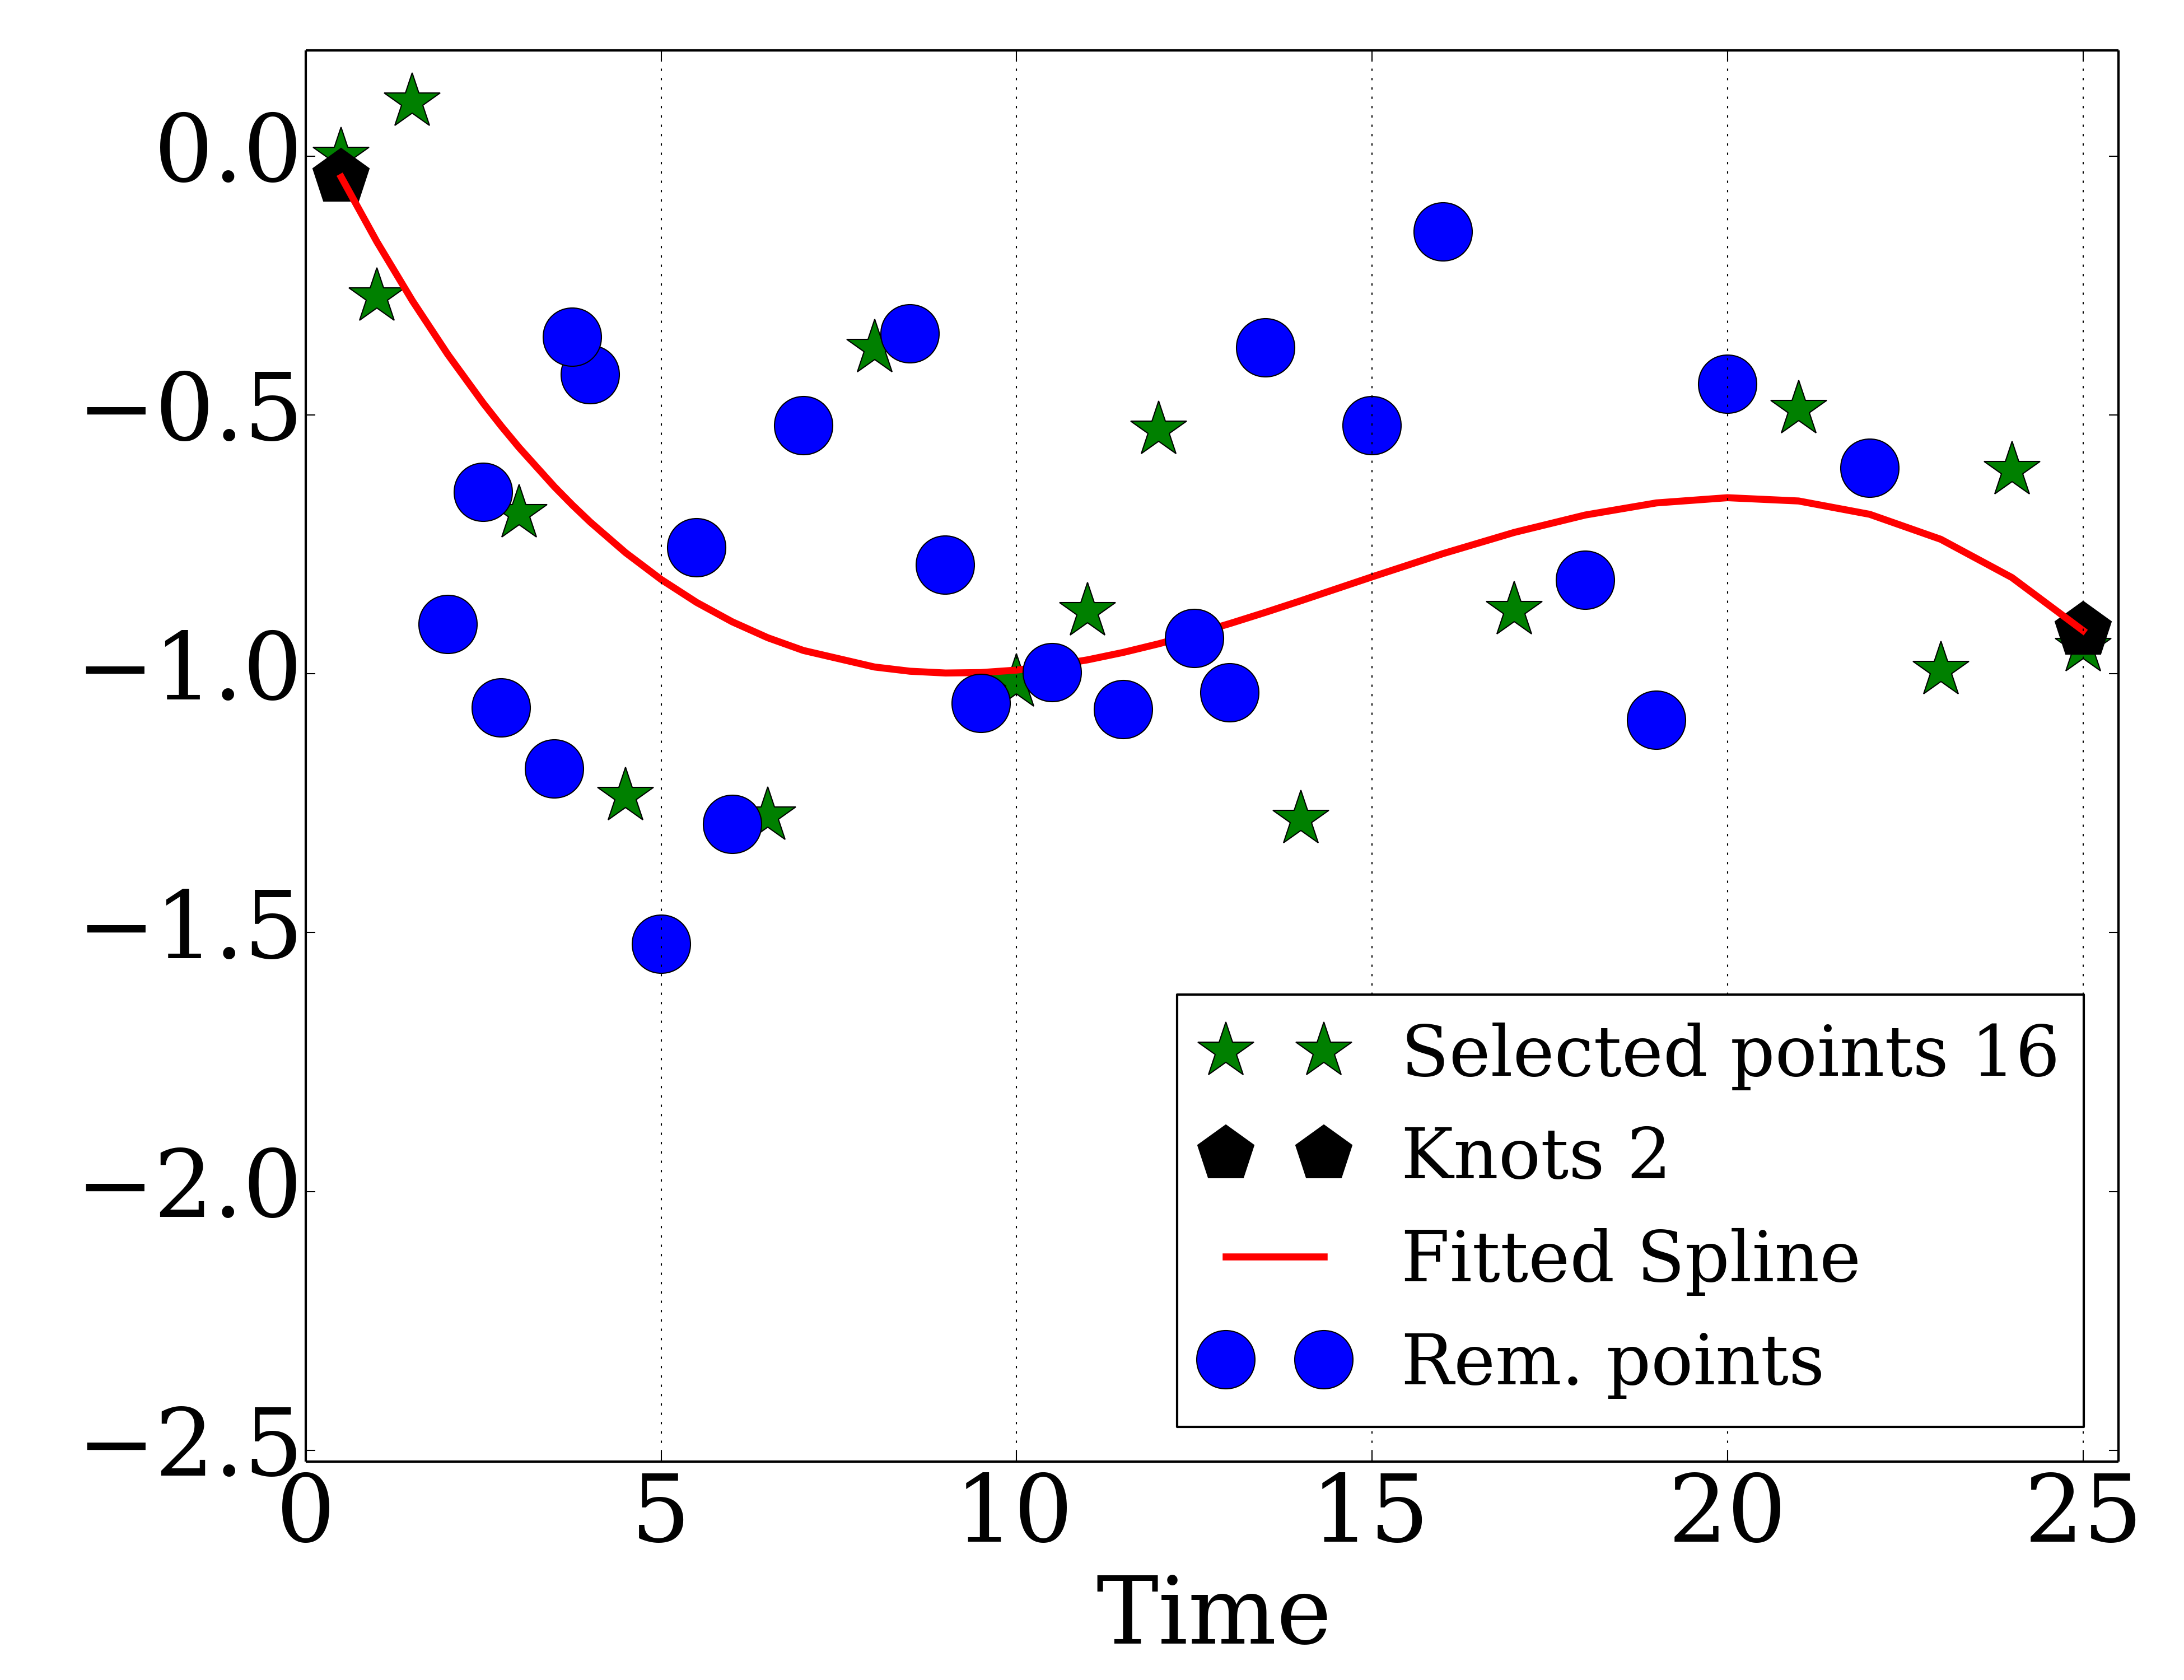 0.0
−0.5
−1.0
−1.5
−2.0
−2.5
0 5 10 15 20 25
Time
Selected points 16
Knots 2
Fitted Spline
Rem. points